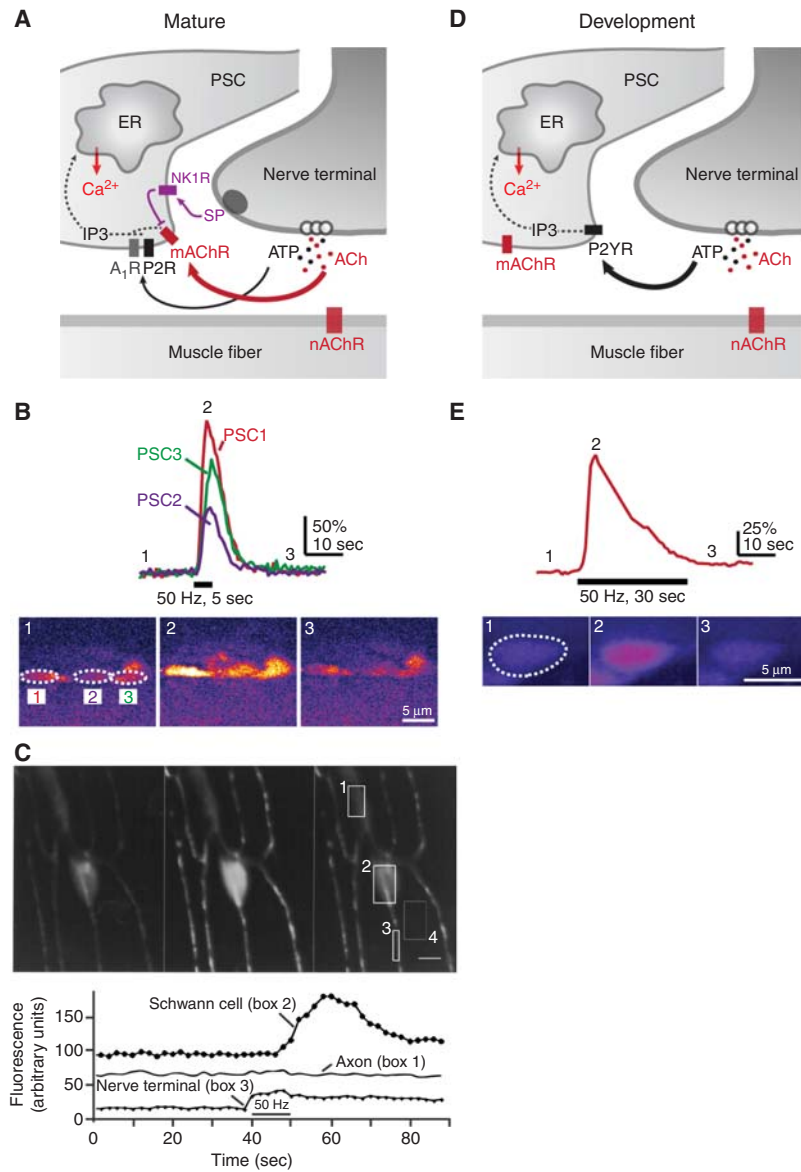 A Mature
PSC
ER
Ca2+
NK1R
SP
Nerve terminal
IP3
mAChR
A1R P2R
ATP
ACh
nAChR
Muscle fiber
D Development
PSC
ER
Ca2+
Nerve terminal
IP3
P2YR
mAChR
ATP
ACh
nAChR
Muscle fiber
B
2
PSC1
PSC3
PSC2
50%
10 sec
1
3
50 Hz, 5 sec
1 2 3
1 2 3
5 μm
E
2
25%
10 sec
1
3
50 Hz, 30 sec
1 2 3
5 μm
C
1
2
3
4
Fluorescence
(arbitrary units)
150
100
50
0
Schwann cell (box 2)
Axon (box 1)
Nerve terminal (box 3)
50 Hz
0 20 40 60 80
Time (sec)